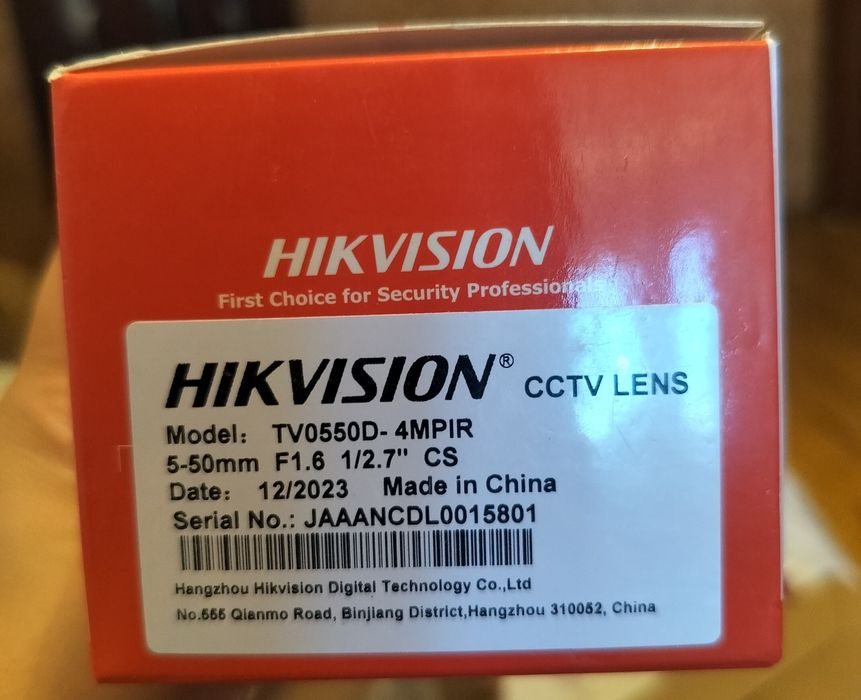 HIKVISION
First Choice for Security Professionals
HIKVISION® CCTV LENS
Model: TV0550D-4MPIR
5-50mm F1.6 1/2.7" CS
Date: 12/2023 Made in China
Serial No.: JAAANCDL0015801
Hangzhou Hikvision Digital Technology Co.,Ltd
No.555 Qianmo Road, Binjiang District,Hangzhou 310052, China